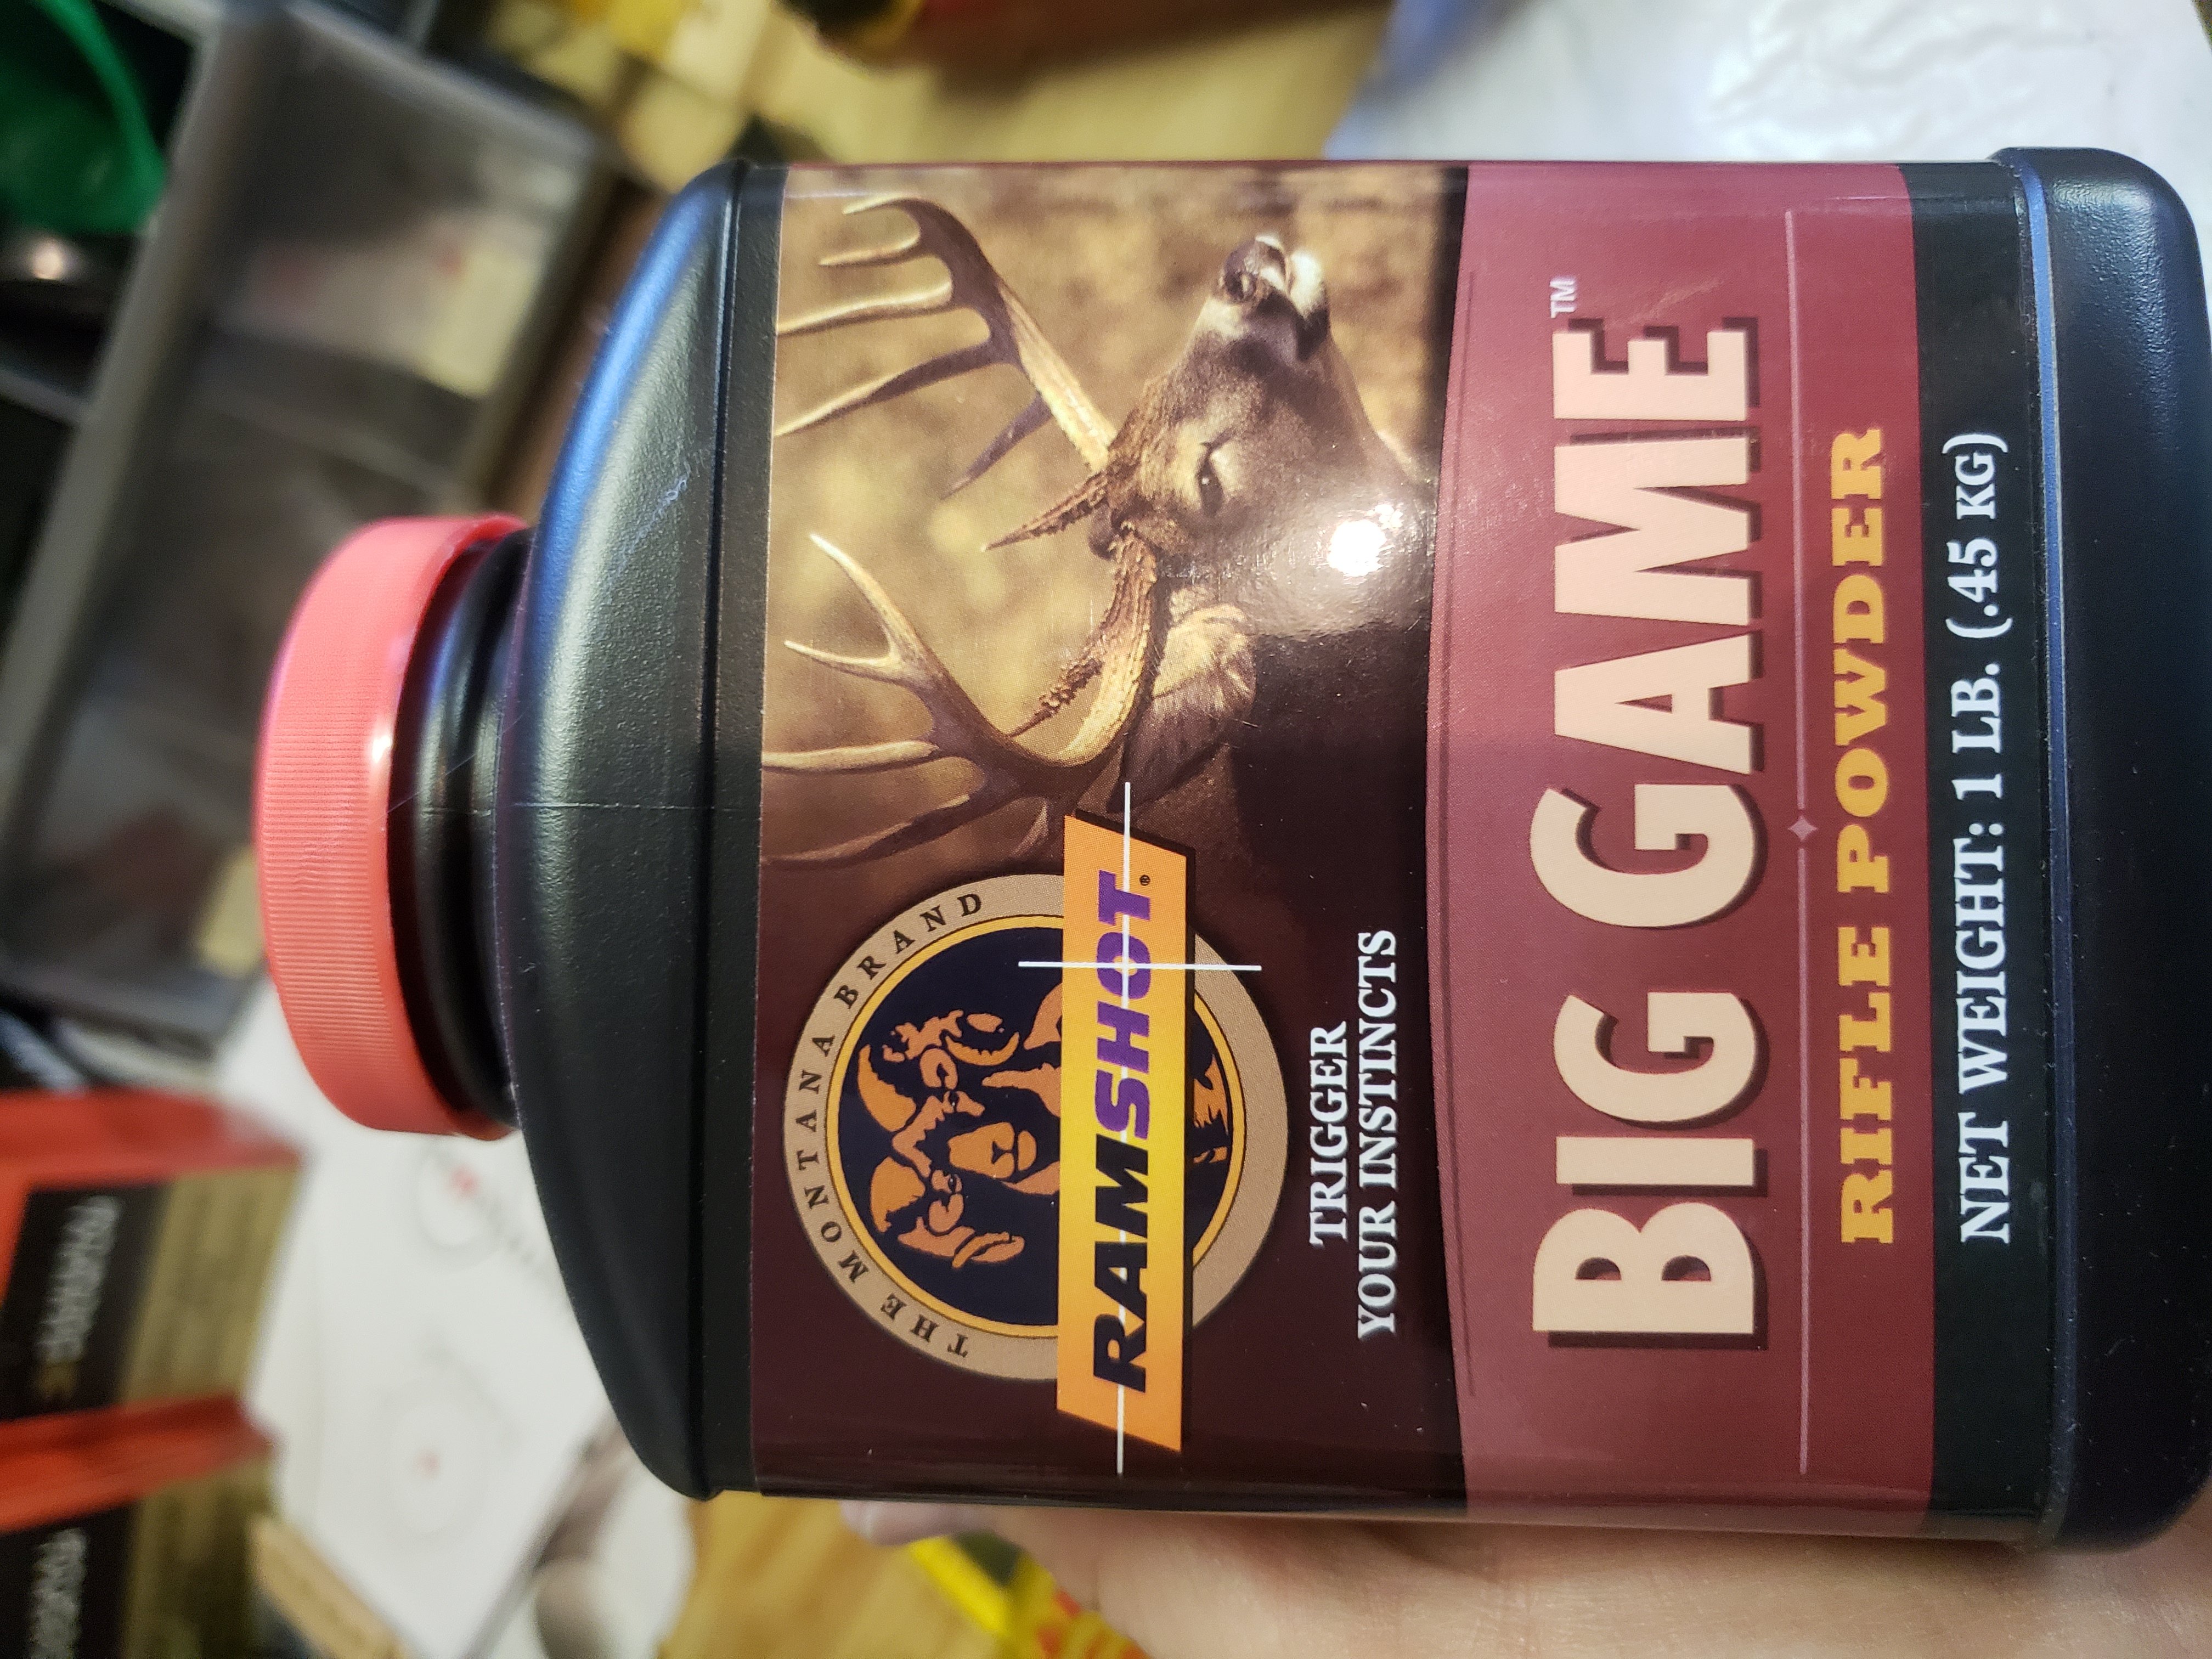 THE MONTANA BRAND
RAMSHOT®
TRIGGER
YOUR INSTINCTS
BIG GAME™
RIFLE POWDER
NET WEIGHT: 1 LB. (.45 KG)